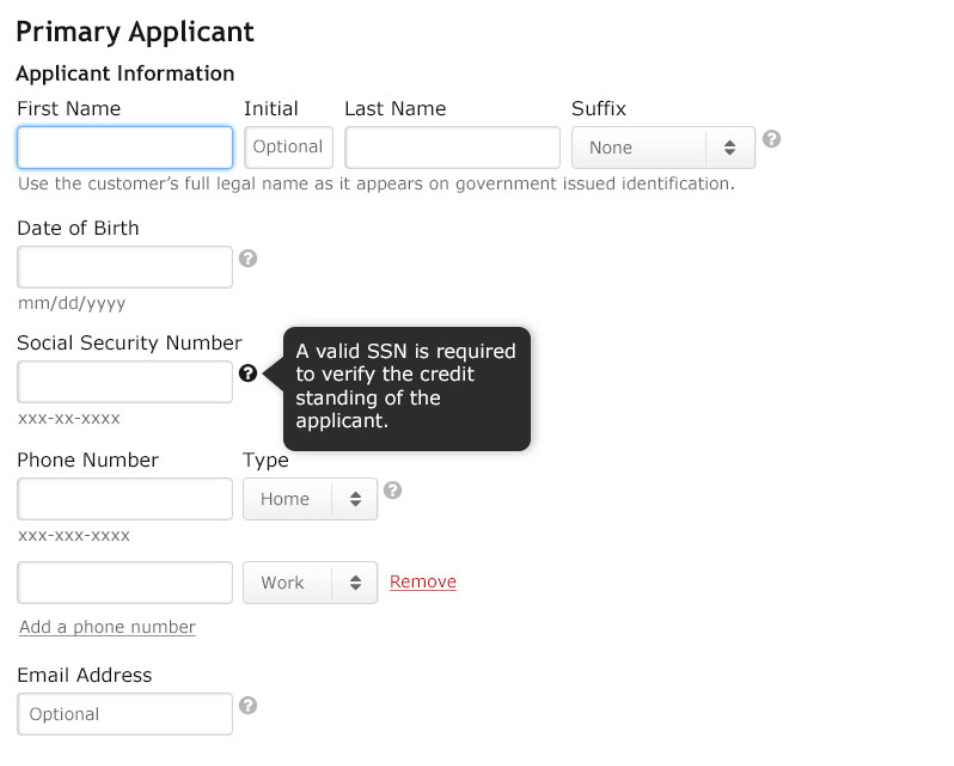 Primary Applicant
Applicant Information
First Name Initial Last Name Suffix
Optional None ?
Use the customer’s full legal name as it appears on government issued identification.
Date of Birth
?
mm/dd/yyyy
Social Security Number
?
xxx-xx-xxxx
A valid SSN is required
to verify the credit
standing of the
applicant.
Phone Number Type
Home ?
xxx-xxx-xxxx
Work Remove
Add a phone number
Email Address
Optional ?